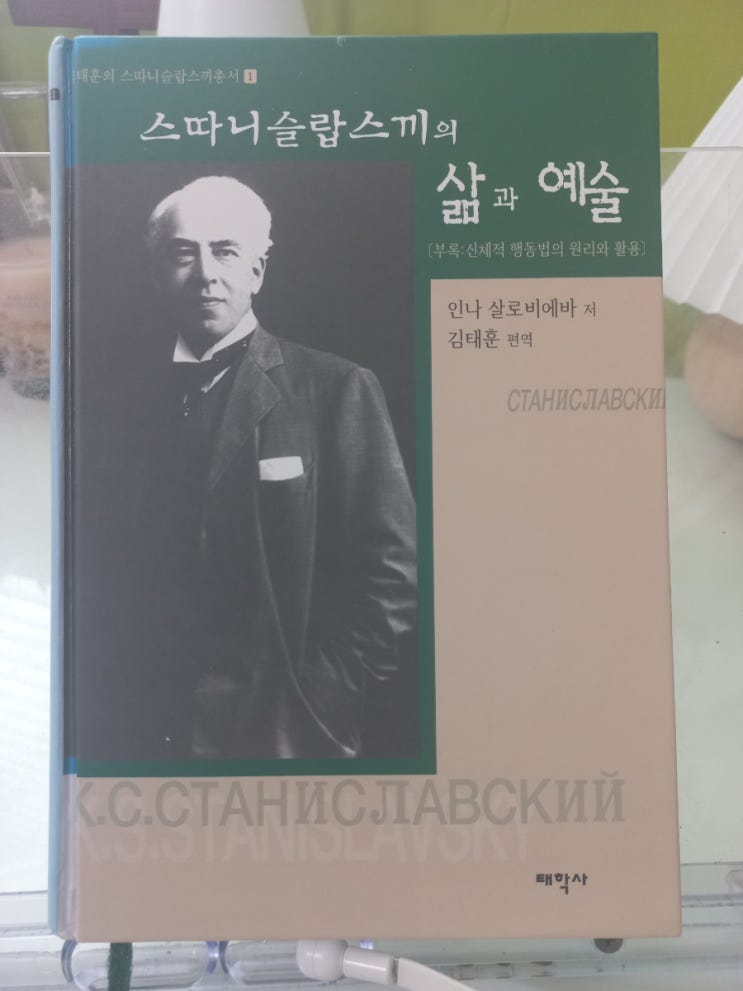 태훈의 스따니슬랍스끼총서 1
스따니슬랍스끼의
삶과 예술
[부록:신체적 행동법의 원리와 활용]
인나 살로비에바 저
김태훈 편역
СТАНИСЛАВСКИ
К.С.СТАНИСЛАВСКИЙ
K.S.STANISLAVSKY
태학사